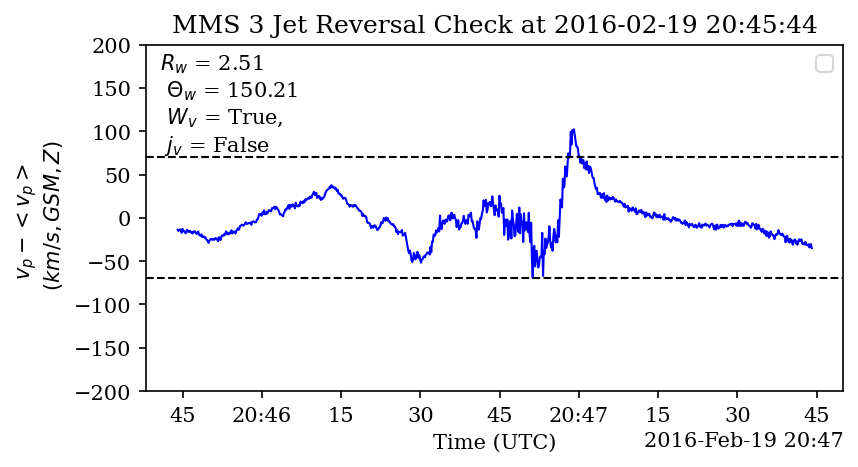 MMS 3 Jet Reversal Check at 2016-02-19 20:45:44
v_p − < v_p >
(km/s, GSM, Z)
200
150
100
50
0
−50
−100
−150
−200
R_w = 2.51
Θ_w = 150.21
W_v = True,
j_v = False
45 20:46 15 30 45 20:47 15 30 45
Time (UTC)
2016-Feb-19 20:47